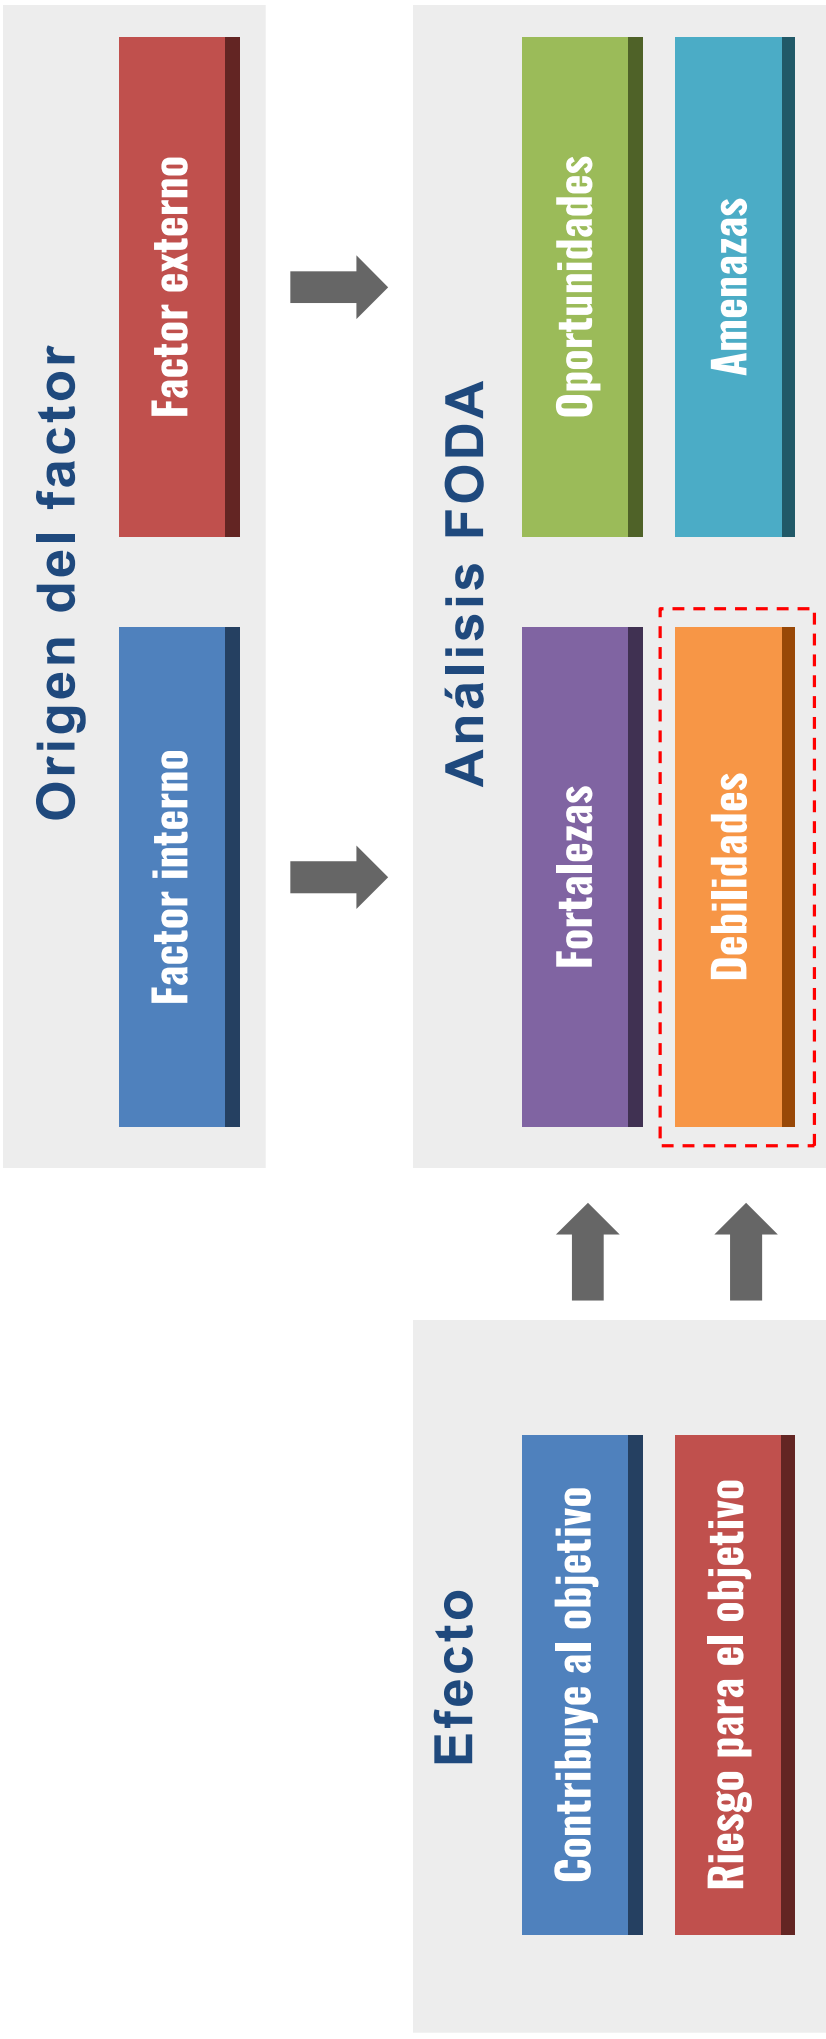 Origen del factor
Factor interno
Factor externo
Efecto
Análisis FODA
Contribuye al objetivo
Fortalezas
Oportunidades
Riesgo para el objetivo
Debilidades
Amenazas